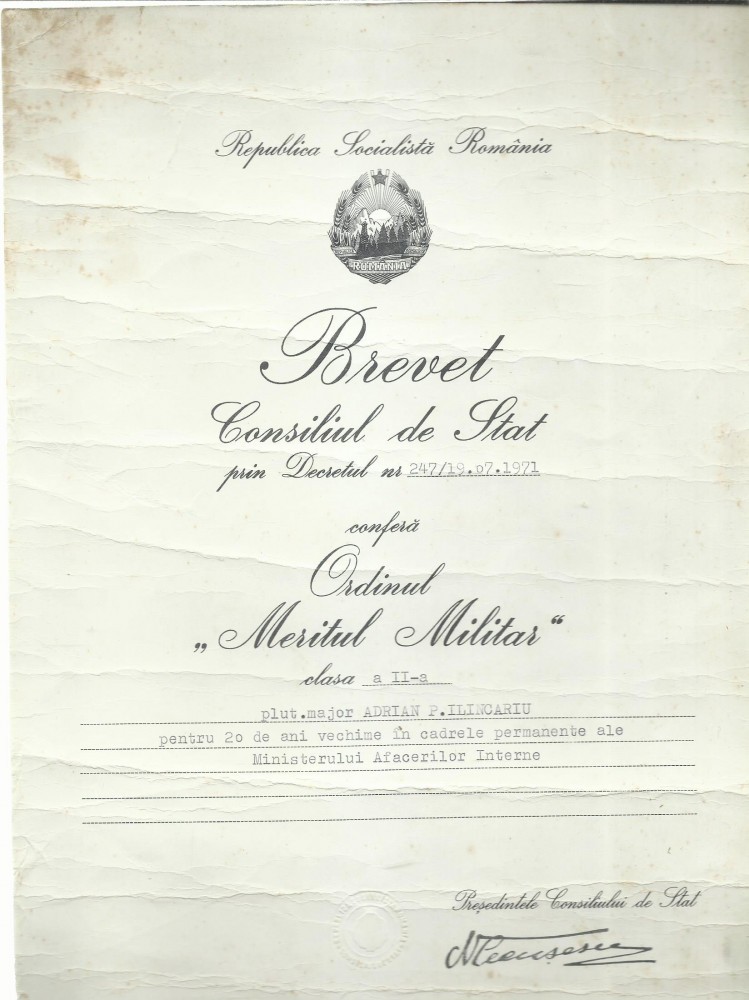 Republica Socialistă România
ROMANIA
Brevet
Consiliul de Stat
prin Decretul nr 247/19.o7.1971
conferă
Ordinul
„Meritul Militar“
clasa a II-a
plut.major ADRIAN P.ILINCARIU
pentru 2o de ani vechime în cadrele permanente ale
Ministerului Afacerilor Interne
Președintele Consiliului de Stat
NCeaușescu